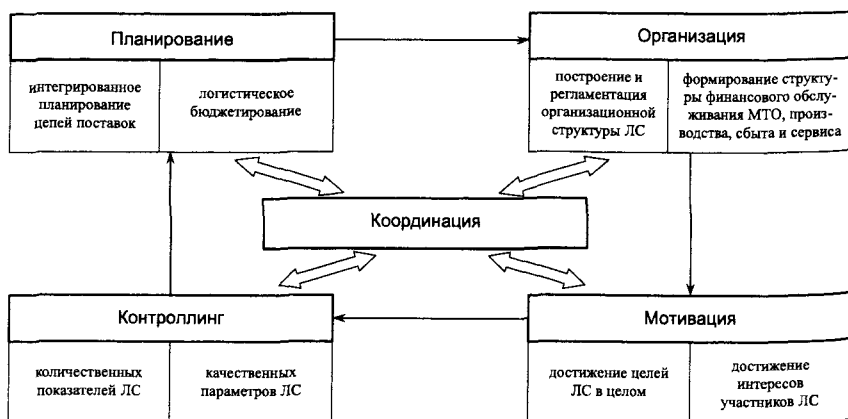 Планирование
интегрированное
планирование
цепей поставок
логистическое
бюджетирование
Организация
построение и
регламентация
организационной
структуры ЛС
формирование структу-
ры финансового обслу-
живания МТО, произ-
водства, сбыта и сервиса
Координация
Контроллинг
количественных
показателей ЛС
качественных
параметров ЛС
Мотивация
достижение целей
ЛС в целом
достижение
интересов
участников ЛС